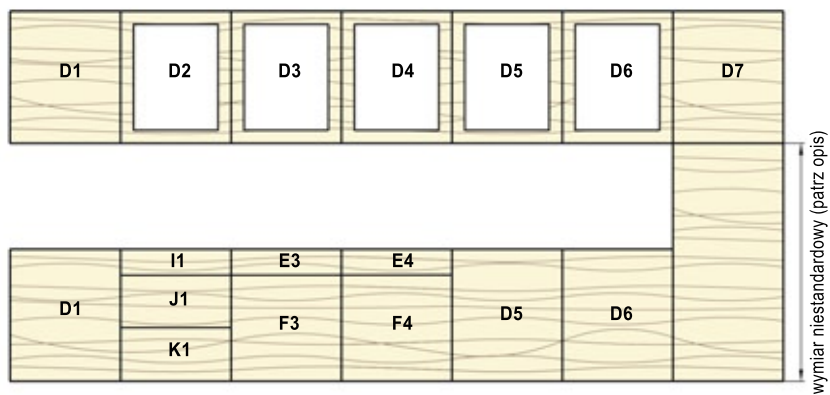 D1 D2 D3 D4 D5 D6 D7
I1 E3 E4
J1
D1 F3 F4 D5 D6
K1
wymiar niestandardowy (patrz opis)